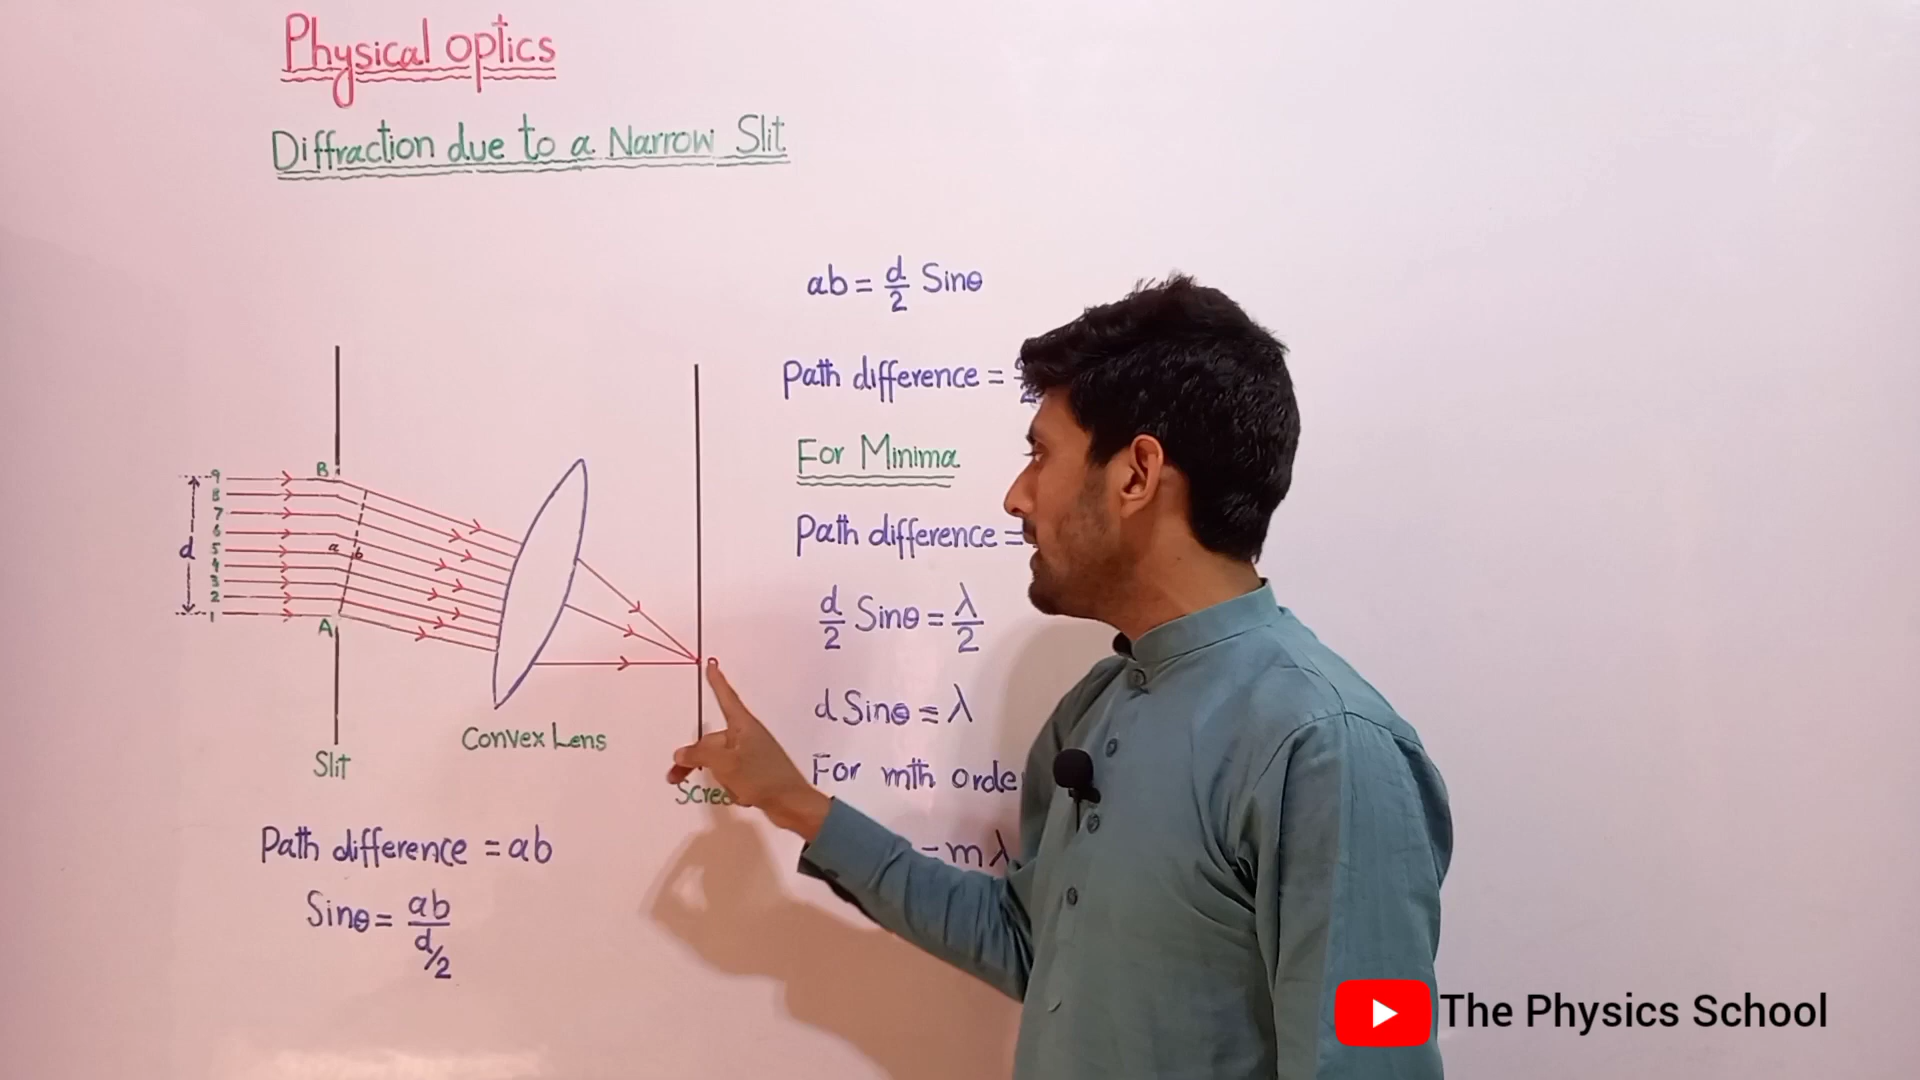 Physical optics
Diffraction due to a Narrow Slit
ab = d/2 Sinθ
Path difference =
For Minima
Path difference =
d/2 Sinθ = λ/2
d Sinθ = λ
For mth orde
= mλ
B
9
8
7
6
5
4
3
2
1
d
a
b
A
Slit
Convex Lens
Scree
Path difference = ab
Sinθ = ab/d/2
The Physics School